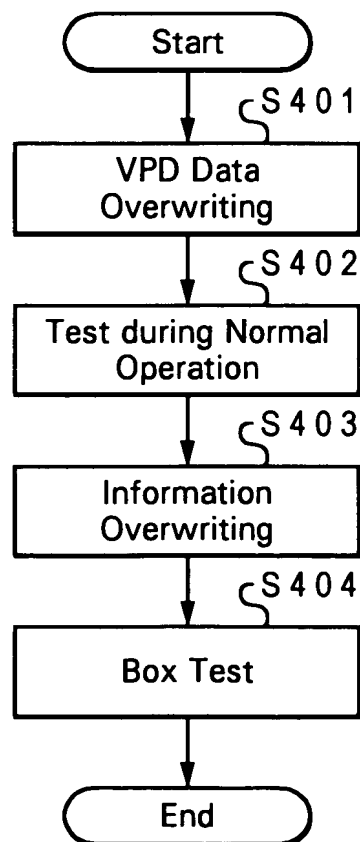 Start
S401
VPD Data
Overwriting
S402
Test during Normal
Operation
S403
Information
Overwriting
S404
Box Test
End